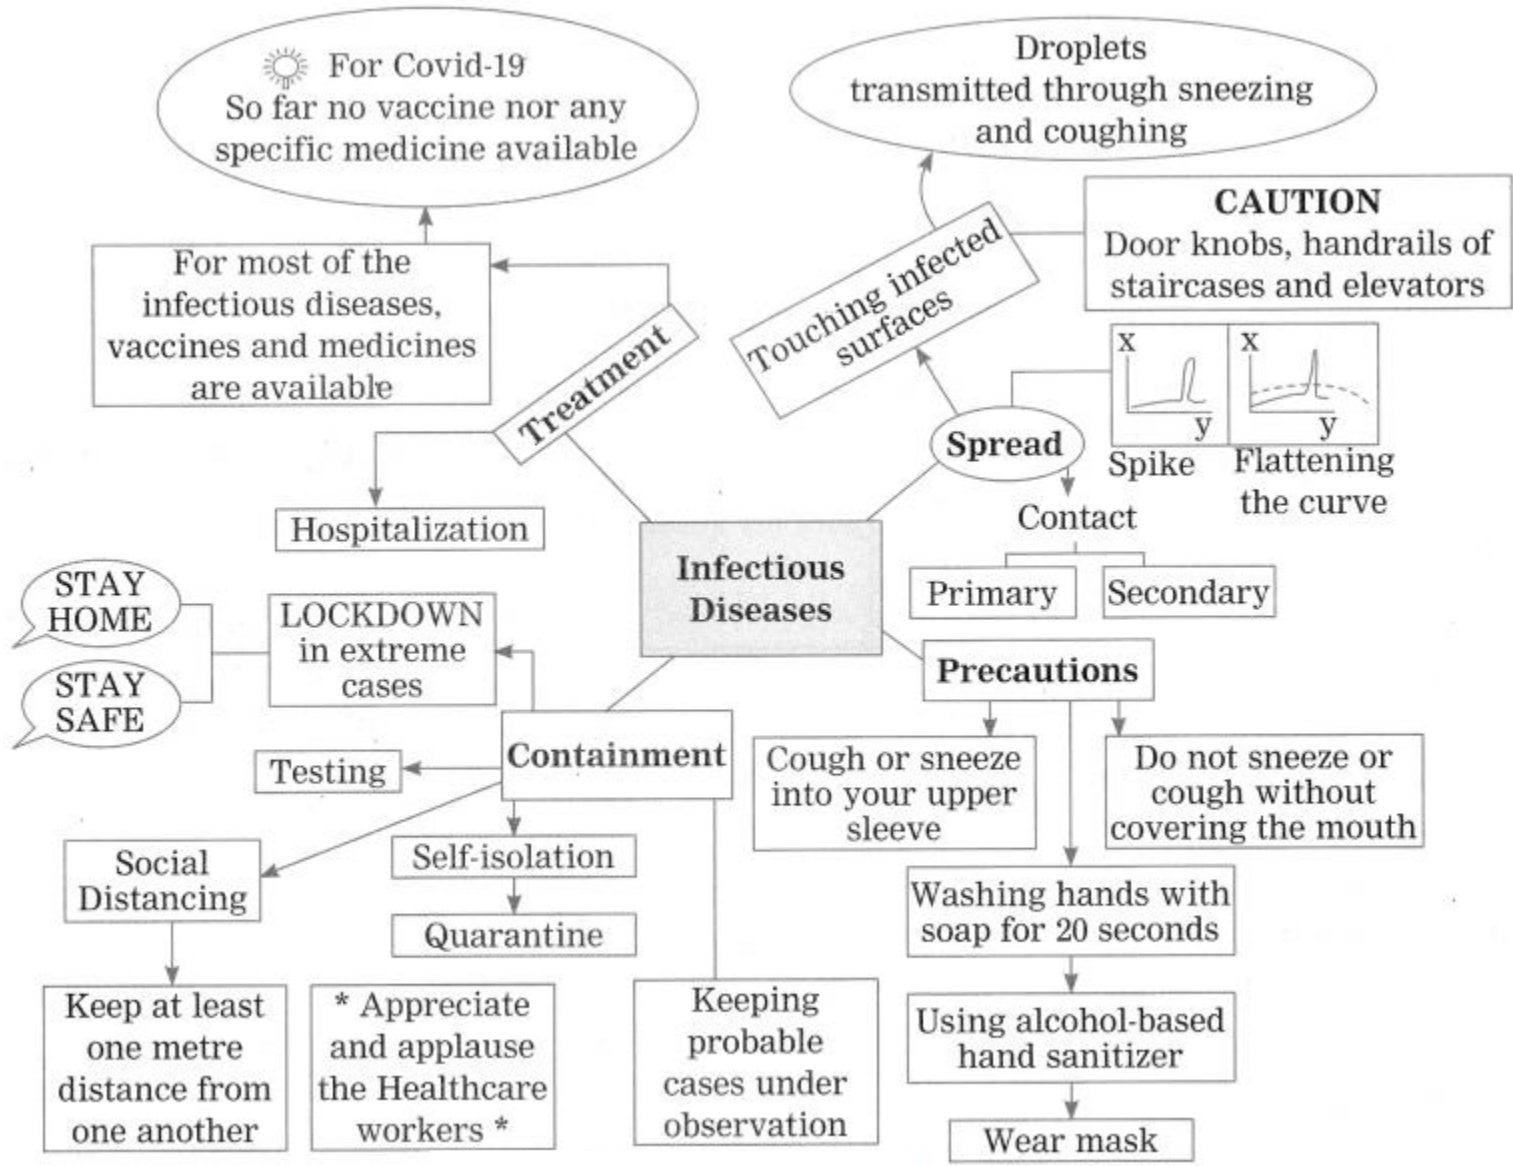 For Covid-19
So far no vaccine nor any
specific medicine available
Droplets
transmitted through sneezing
and coughing
CAUTION
Door knobs, handrails of
staircases and elevators
For most of the
infectious diseases,
vaccines and medicines
are available
Touching infected
surfaces
Treatment
Spread
x
y
Spike
x
y
Flattening
the curve
Hospitalization
Contact
Primary
Secondary
Infectious
Diseases
STAY
HOME
STAY
SAFE
LOCKDOWN
in extreme
cases
Precautions
Containment
Testing
Cough or sneeze
into your upper
sleeve
Do not sneeze or
cough without
covering the mouth
Social
Distancing
Self-isolation
Quarantine
Washing hands with
soap for 20 seconds
Keep at least
one metre
distance from
one another
* Appreciate
and applause
the Healthcare
workers *
Keeping
probable
cases under
observation
Using alcohol-based
hand sanitizer
Wear mask